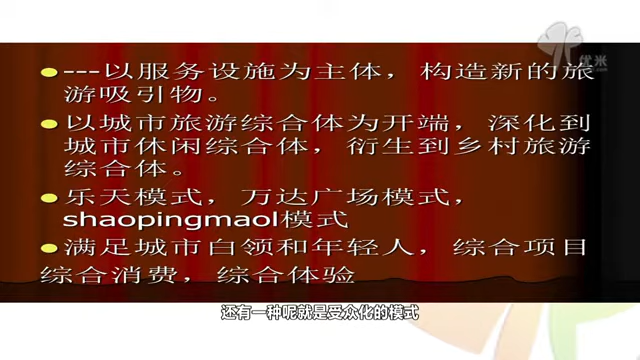 优米
---以服务设施为主体，构造新的旅
游吸引物。
以城市旅游综合体为开端，深化到
城市休闲综合体，衍生到乡村旅游
综合体。
乐天模式，万达广场模式，
shaopingmaol模式
满足城市白领和年轻人，综合项目
综合消费，综合体验
还有一种呢就是受众化的模式